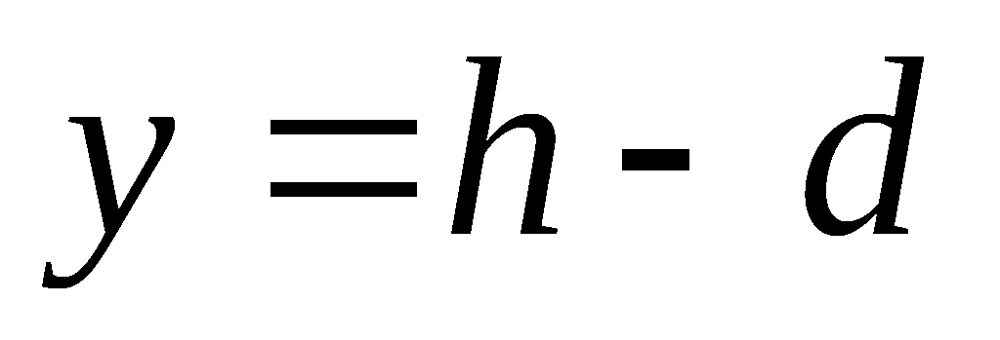 y = h - d